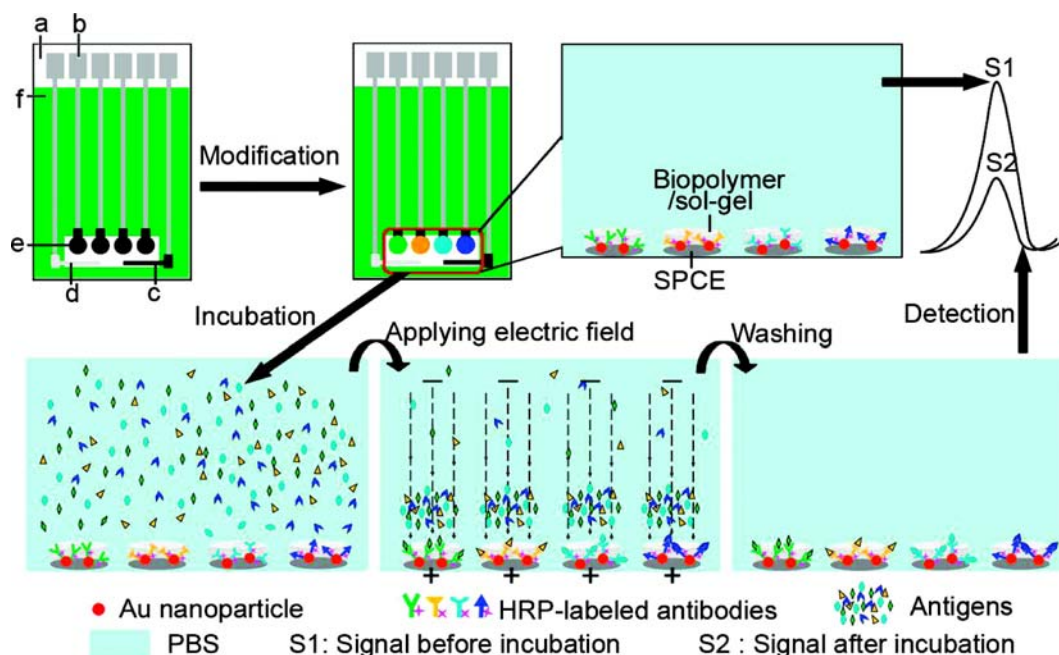 a b
f
e
d c
Modification
Biopolymer
/sol-gel
SPCE
S1
S2
Incubation
Applying electric field
Washing
Detection
+ + + +
Au nanoparticle
HRP-labeled antibodies
Antigens
PBS
S1: Signal before incubation
S2 : Signal after incubation